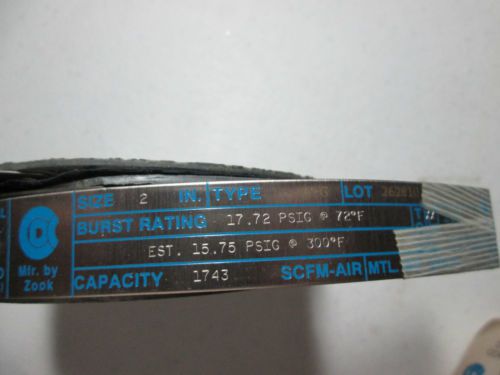 SIZE 2 IN. TYPE LOT
BURST RATING 17.72 PSIG @ 72°F
EST. 15.75 PSIG @ 300°F
CAPACITY 1743 SCFM-AIR MTL
Mfr. by
Zook